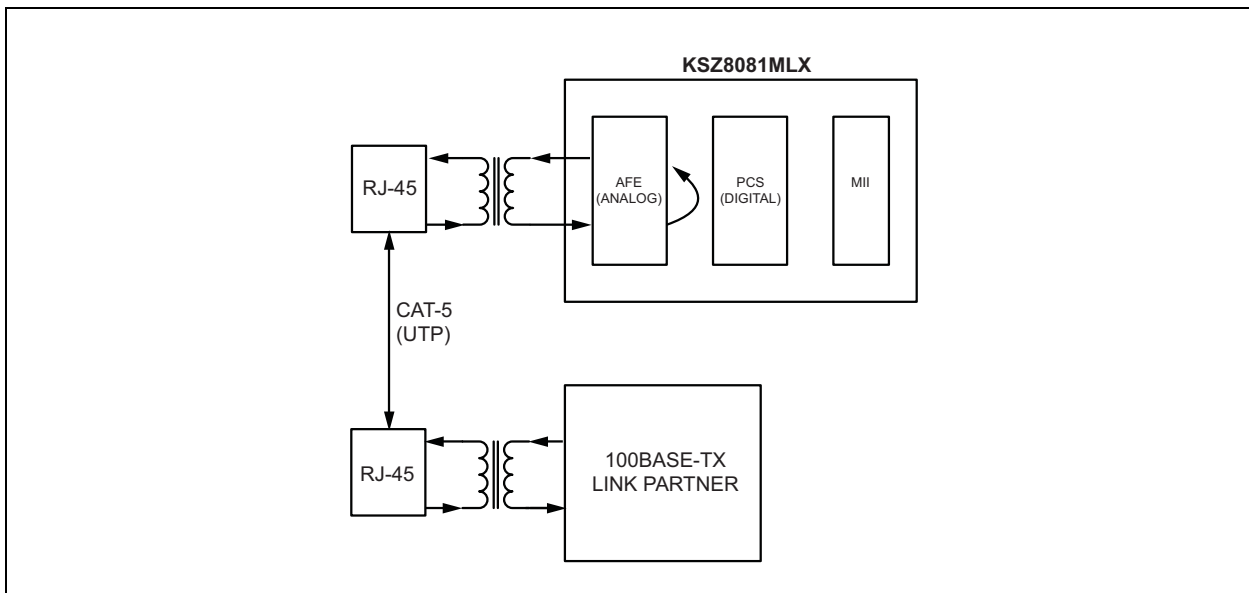 KSZ8081MLX
RJ-45
AFE
(ANALOG)
PCS
(DIGITAL)
MII
CAT-5
(UTP)
RJ-45
100BASE-TX
LINK PARTNER